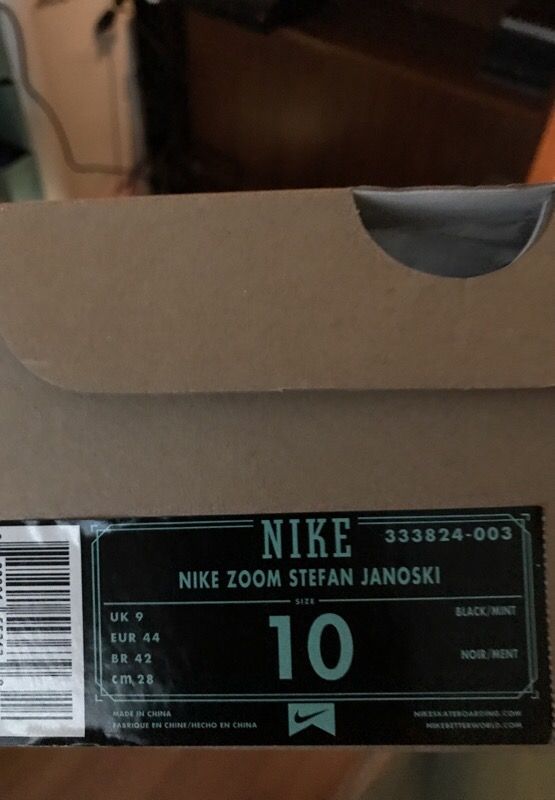 NIKE 333824-003
NIKE ZOOM STEFAN JANOSKI
SIZE
UK 9
EUR 44
BR 42
cm 28
10
BLACK/MINT
NOIR/MENT
MADE IN CHINA
FABRIQUE EN CHINE/HECHO EN CHINA
NIKESKATEBOARDING.COM
NIKEBETTERWORLD.COM